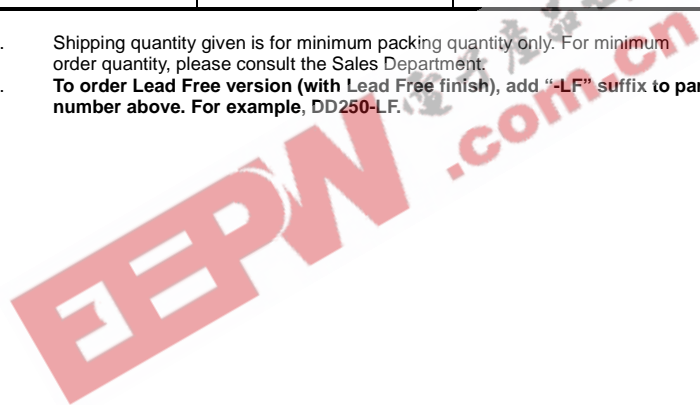 . Shipping quantity given is for minimum packing quantity only. For minimum
order quantity, please consult the Sales Department.
. To order Lead Free version (with Lead Free finish), add “-LF” suffix to par
number above. For example, DD250-LF.
EEPW
.com.cn